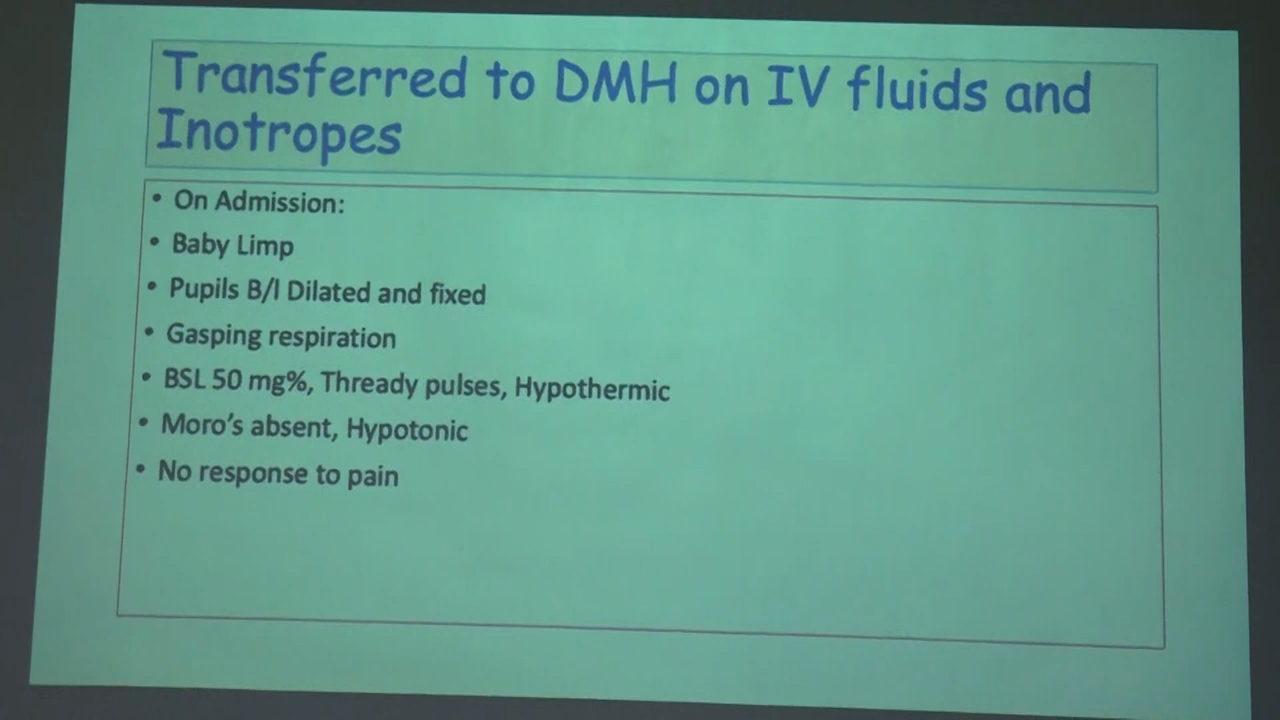 Transferred to DMH on IV fluids and
Inotropes
• On Admission:
• Baby Limp
• Pupils B/l Dilated and fixed
• Gasping respiration
• BSL 50 mg%, Thready pulses, Hypothermic
• Moro's absent, Hypotonic
• No response to pain